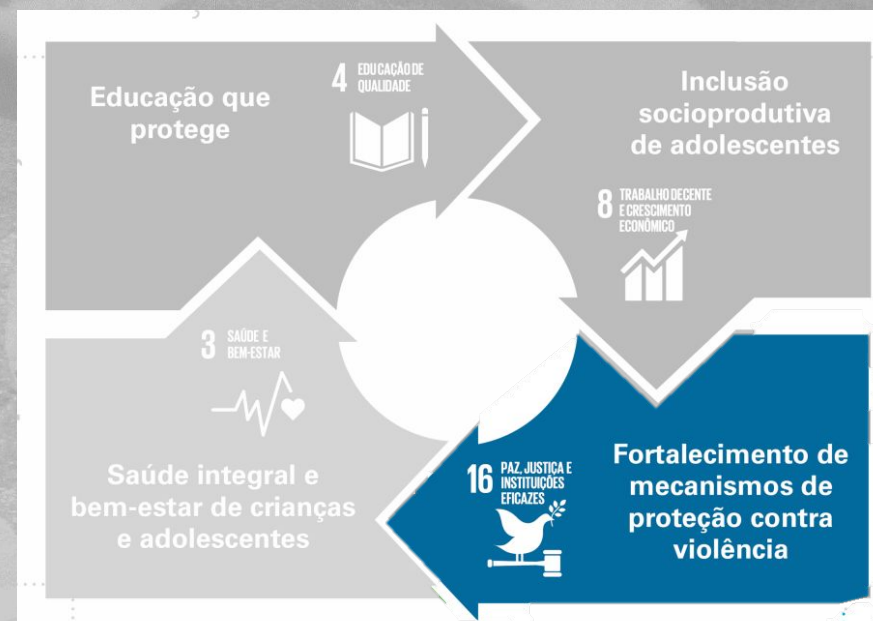 Educação que
protege
4 EDUCAÇÃO DE
QUALIDADE
Inclusão
socioprodutiva
de adolescentes
8 TRABALHO DECENTE
E CRESCIMENTO
ECONÔMICO
3 SAÚDE E
BEM-ESTAR
Saúde integral e
bem-estar de crianças
e adolescentes
16 PAZ, JUSTIÇA E
INSTITUIÇÕES
EFICAZES
Fortalecimento de
mecanismos de
proteção contra
violência